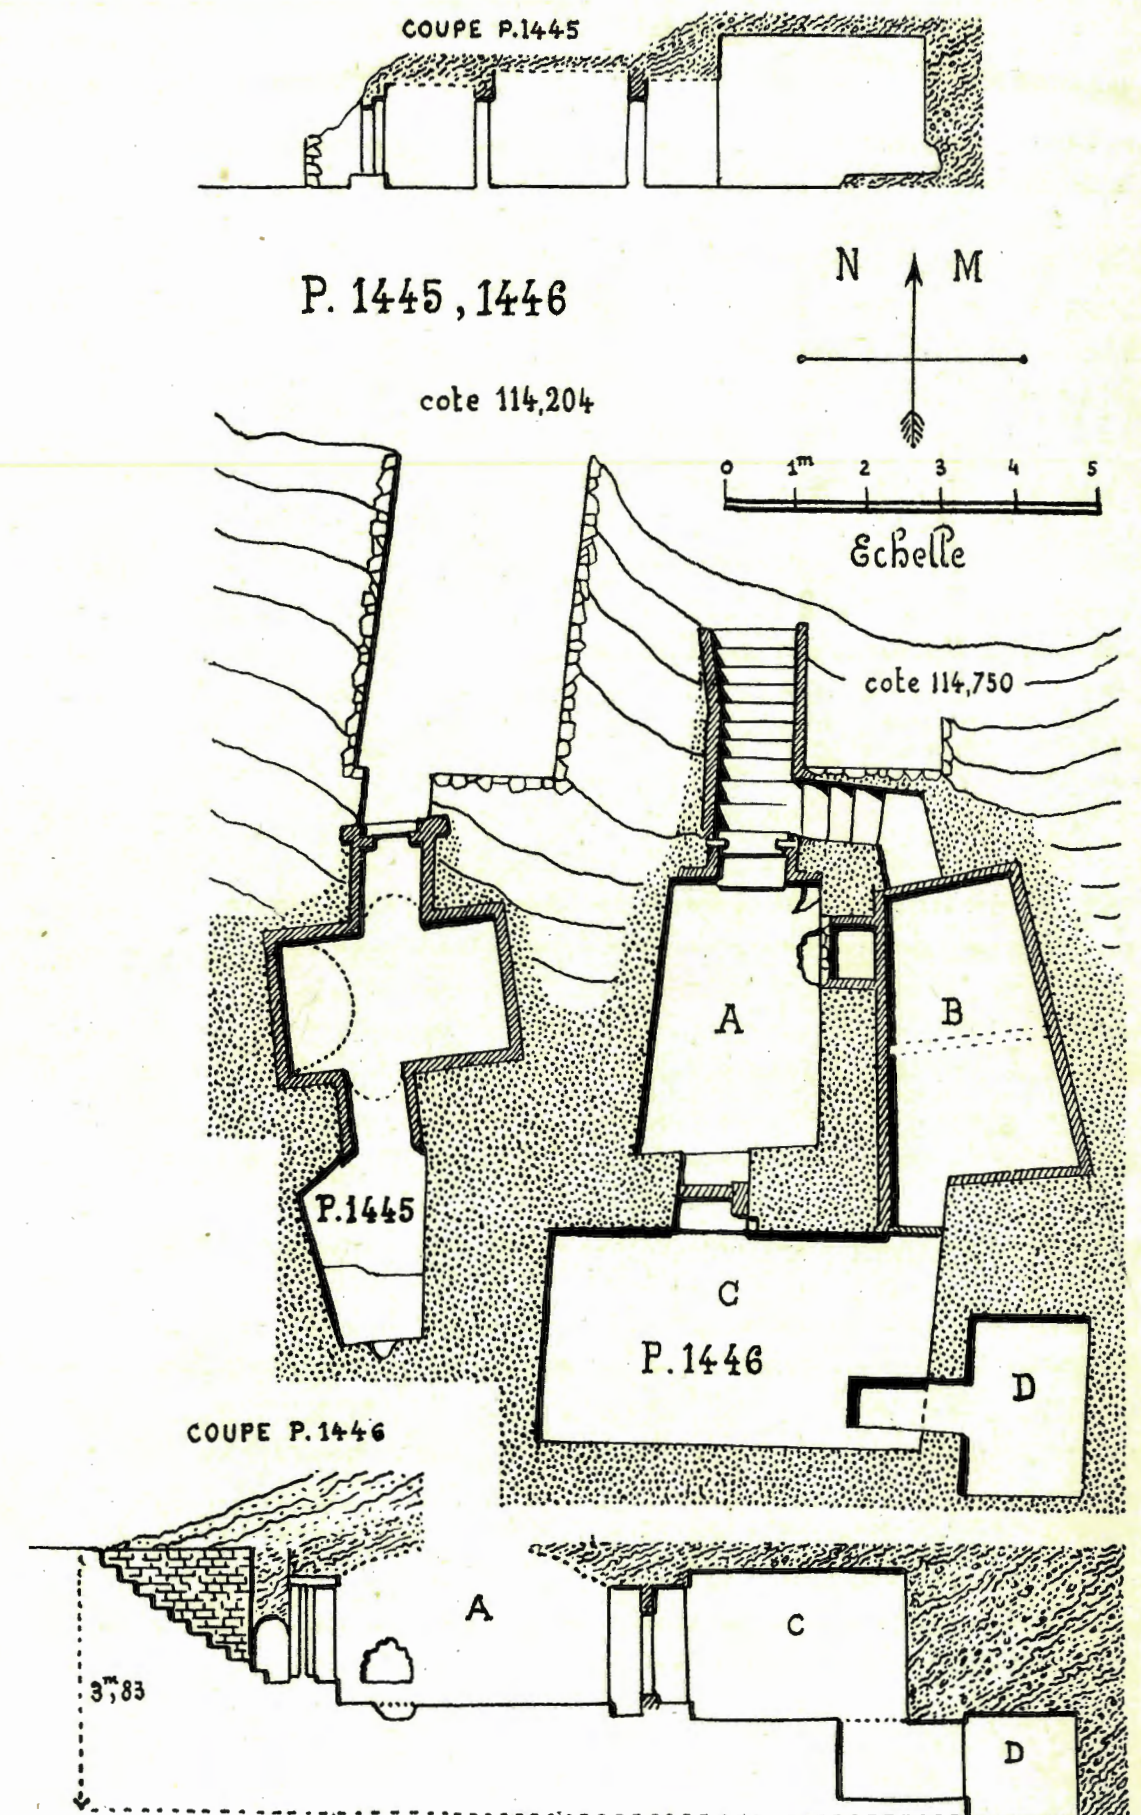 COUPE P.1445
N M
P. 1445, 1446
cote 114,204
0 1m 2 3 4 5
Echelle
cote 114,750
A
B
P.1445
C
P.1446
D
COUPE P.1446
A
C
3m,83
D